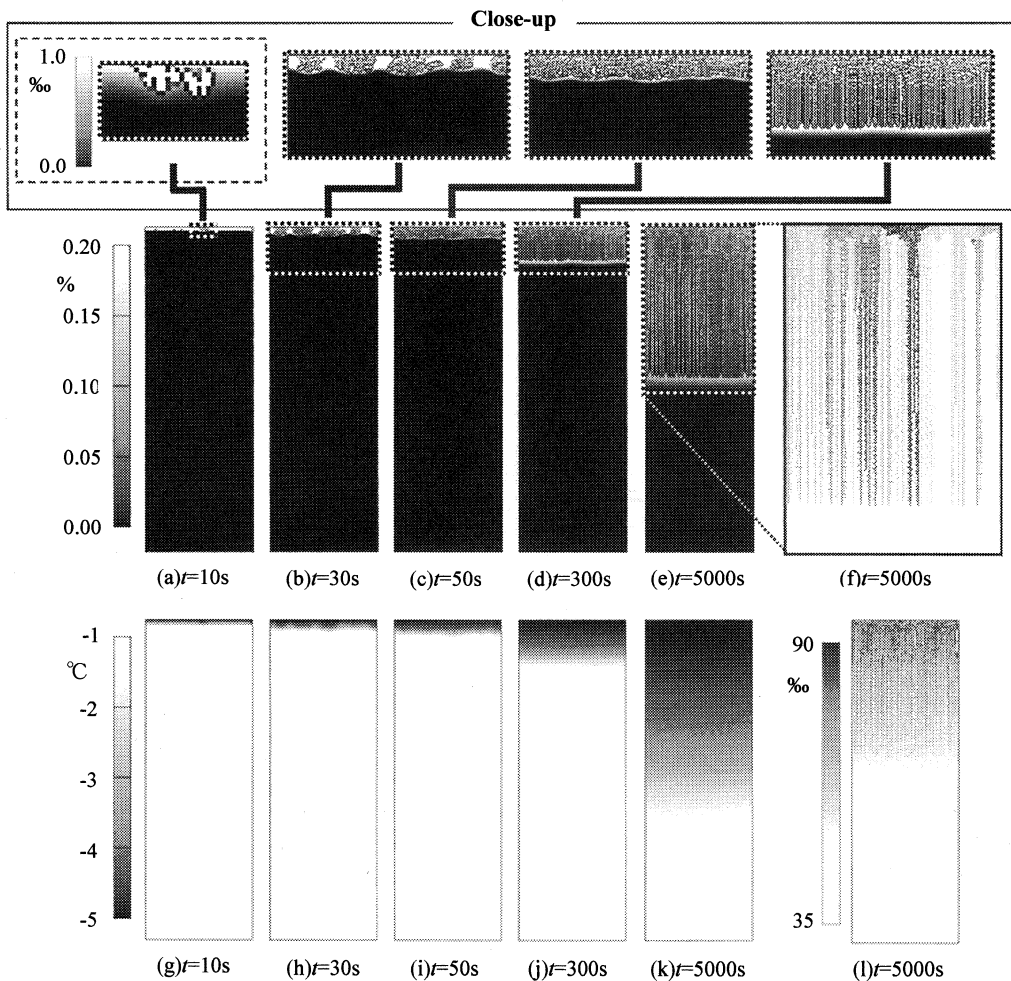 Close-up
1.0
‰
0.0
0.20
%
0.15
0.10
0.05
0.00
(a)t=10s
(b)t=30s
(c)t=50s
(d)t=300s
(e)t=5000s
(f)t=5000s
-1
℃
-2
-3
-4
-5
90
‰
35
(g)t=10s
(h)t=30s
(i)t=50s
(j)t=300s
(k)t=5000s
(l)t=5000s